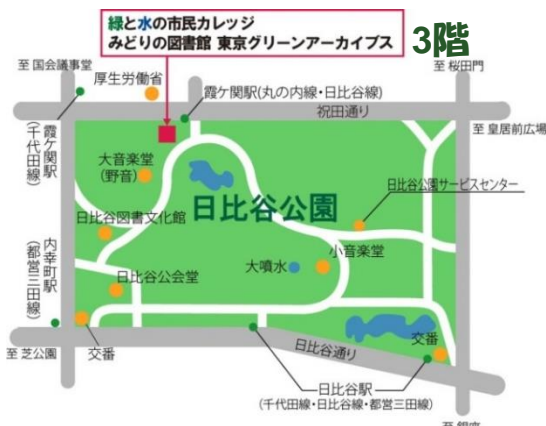 緑と水の市民カレッジ
みどりの図書館 東京グリーンアーカイブス
3階
至 国会議事堂
厚生労働省
霞ケ関駅(丸の内線・日比谷線)
至 桜田門
祝田通り
至 皇居前広場
霞ケ関駅
(千代田線)
大音楽堂
(野音)
日比谷公園
日比谷公園サービスセンター
日比谷図書文化館
小音楽堂
大噴水
内幸町駅
(都営三田線)
日比谷公会堂
至 芝公園
交番
日比谷通り
交番
日比谷駅
(千代田線・日比谷線・都営三田線)
至 銀座